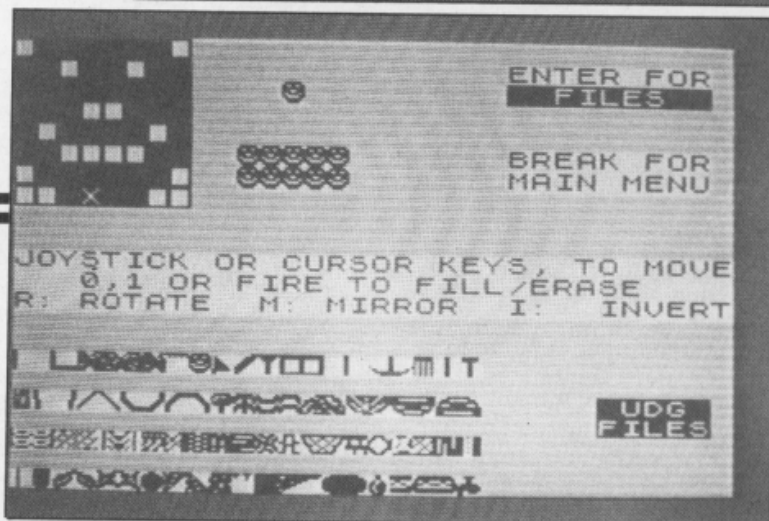 ENTER FOR
FILES
BREAK FOR
MAIN MENU
JOYSTICK OR CURSOR KEYS, TO MOVE
0,1 OR FIRE TO FILL/ERASE
R: ROTATE M: MIRROR I: INVERT
UDG
FILES